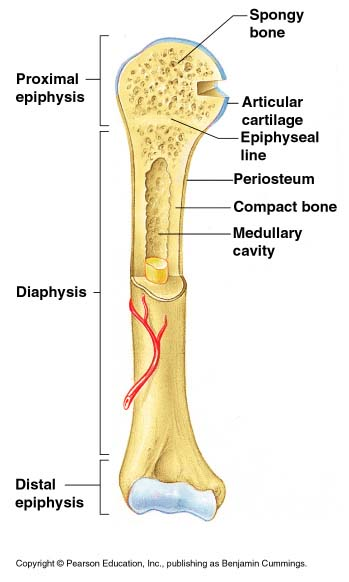 Spongy
bone
Proximal
epiphysis
Articular
cartilage
Epiphyseal
line
Periosteum
Compact bone
Medullary
cavity
Diaphysis
Distal
epiphysis
Copyright © Pearson Education, Inc., publishing as Benjamin Cummings.